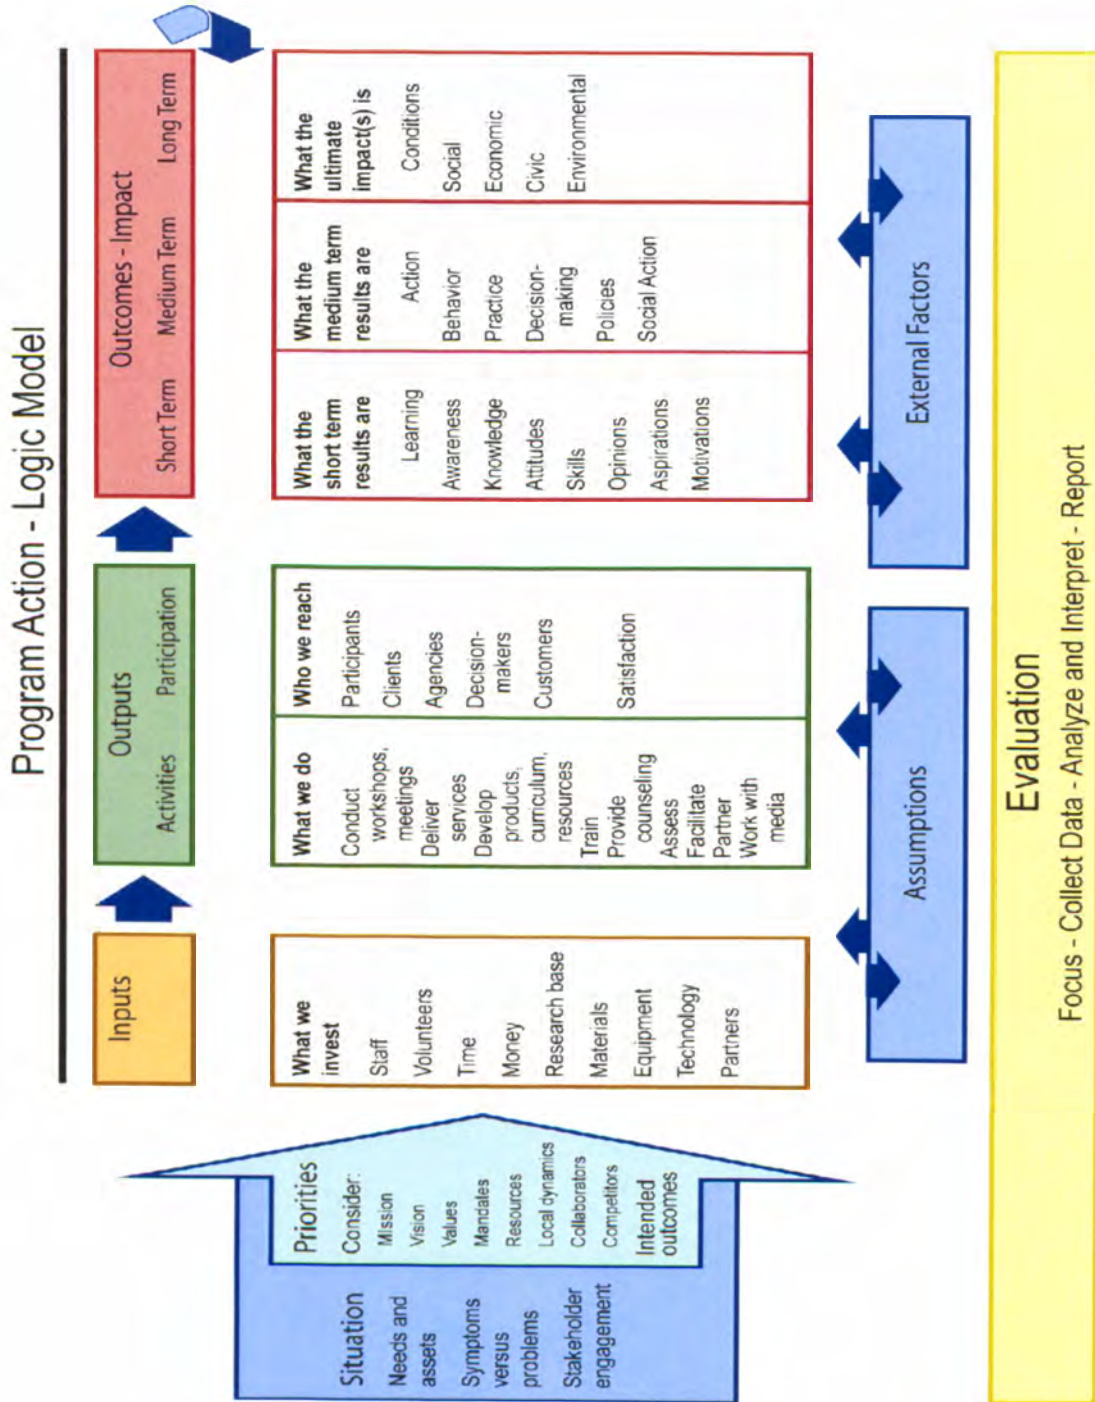 Program Action - Logic Model
Inputs
Outputs
Activities Participation
Outcomes - Impact
Short Term Medium Term Long Term
Situation
Needs and
assets
Symptoms
versus
problems
Stakeholder
engagement
Priorities
Consider:
Mission
Vision
Values
Mandates
Resources
Local dynamics
Collaborators
Competitors
Intended
outcomes
What we
invest
Staff
Volunteers
Time
Money
Research base
Materials
Equipment
Technology
Partners
What we do
Conduct
workshops,
meetings
Deliver
services
Develop
products,
curriculum,
resources
Train
Provide
counseling
Assess
Facilitate
Partner
Work with
media
Who we reach
Participants
Clients
Agencies
Decision-
makers
Customers
Satisfaction
What the
short term
results are
Learning
Awareness
Knowledge
Attitudes
Skills
Opinions
Aspirations
Motivations
What the
medium term
results are
Action
Behavior
Practice
Decision-
making
Policies
Social Action
What the
ultimate
impact(s) is
Conditions
Social
Economic
Civic
Environmental
Assumptions
External Factors
Evaluation
Focus - Collect Data - Analyze and Interpret - Report